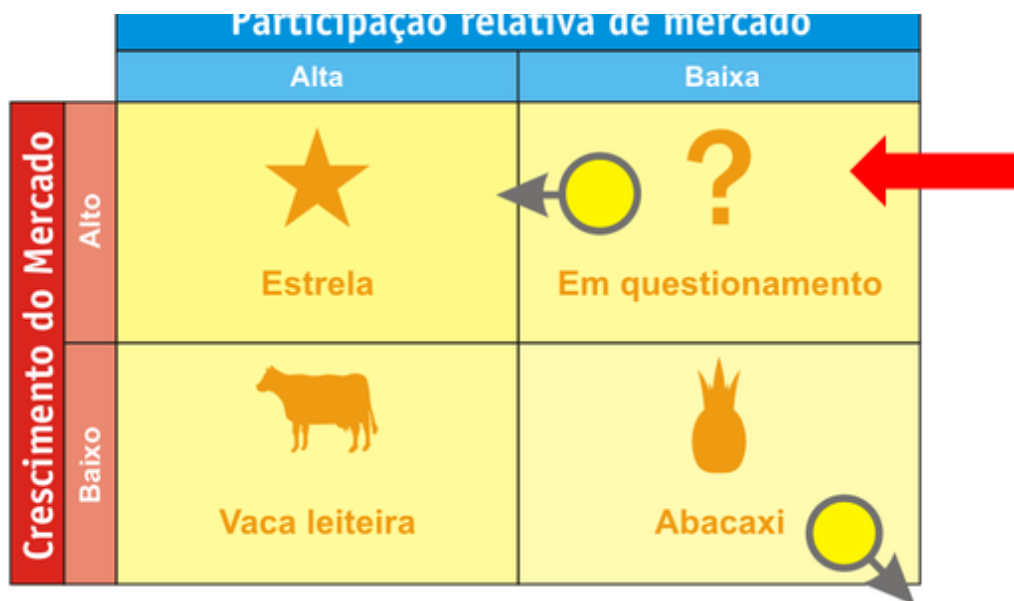 Participação relativa de mercado
Alta
Baixa
Crescimento do Mercado
Alto
Estrela
?
Em questionamento
Baixo
Vaca leiteira
Abacaxi